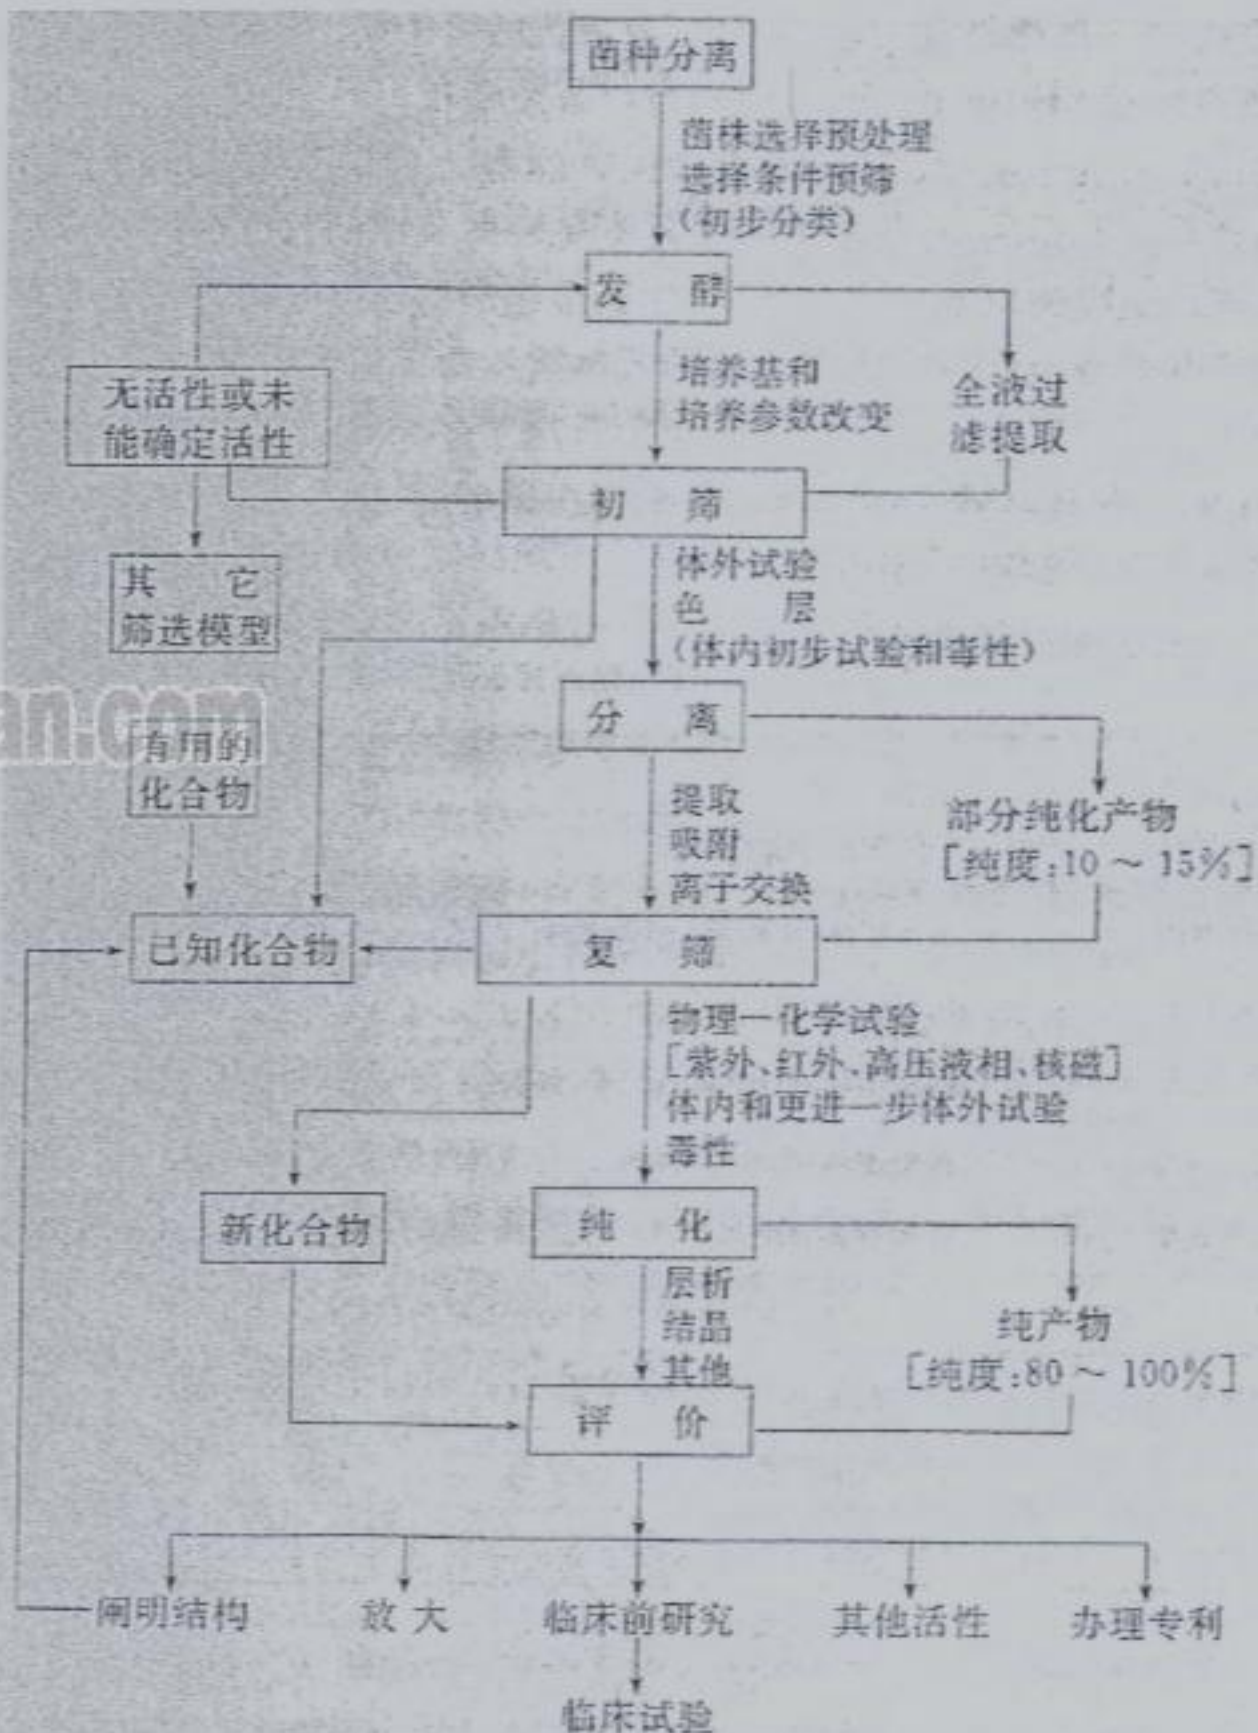 菌种分离
菌株选择预处理
选择条件预筛
(初步分类)
发 酵
培养基和
培养参数改变
全液过
滤提取
无活性或未
能确定活性
初 筛
其 它
筛选模型
体外试验
色 层
(体内初步试验和毒性)
an.com
有用的
化合物
分 离
提取
吸附
离子交换
部分纯化产物
[纯度:10～15%]
已知化合物
复 筛
物理一化学试验
[紫外、红外、高压液相、核磁]
体内和更进一步体外试验
毒性
新化合物
纯 化
层析
结晶
其他
纯产物
[纯度:80～100%]
评 价
阐明结构
放大
临床前研究
其他活性
办理专利
临床试验